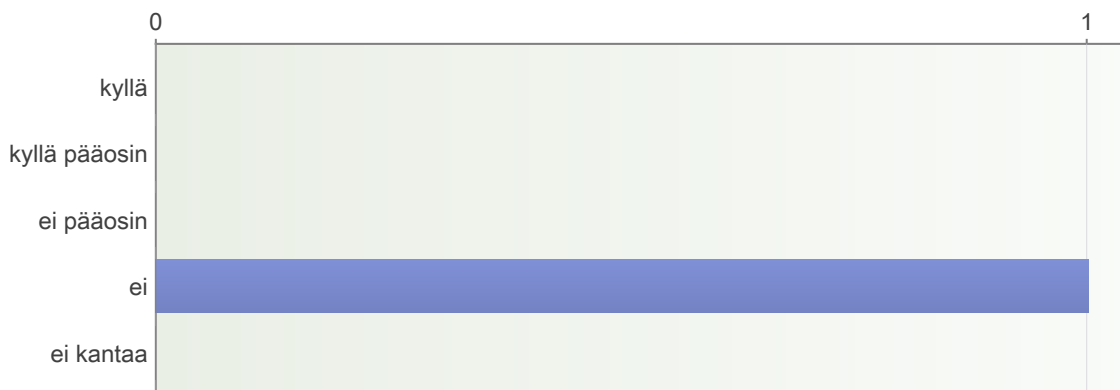 0 1
kyllä
kyllä pääosin
ei pääosin
ei
ei kantaa